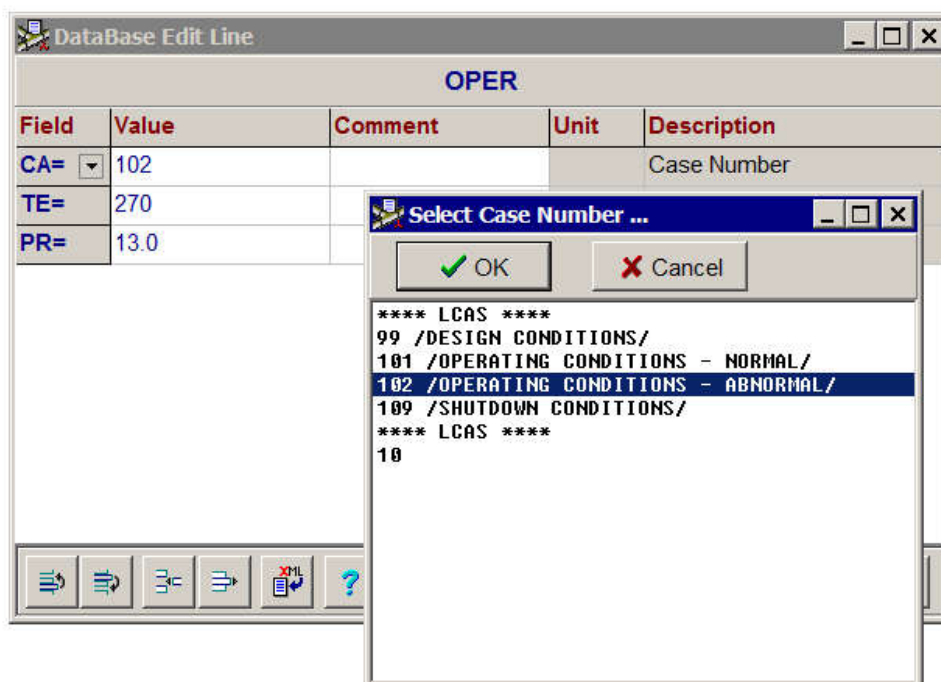 DataBase Edit Line
OPER
Field Value Comment Unit Description
CA= 102 Case Number
TE= 270
PR= 13.0
Select Case Number ...
OK Cancel
**** LCAS ****
99 /DESIGN CONDITIONS/
101 /OPERATING CONDITIONS - NORMAL/
102 /OPERATING CONDITIONS - ABNORMAL/
109 /SHUTDOWN CONDITIONS/
**** LCAS ****
10
XML
?